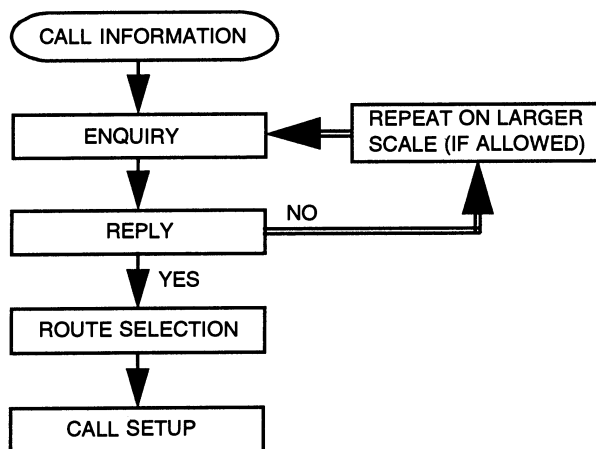 CALL INFORMATION
ENQUIRY
REPEAT ON LARGER
SCALE (IF ALLOWED)
REPLY
NO
YES
ROUTE SELECTION
CALL SETUP